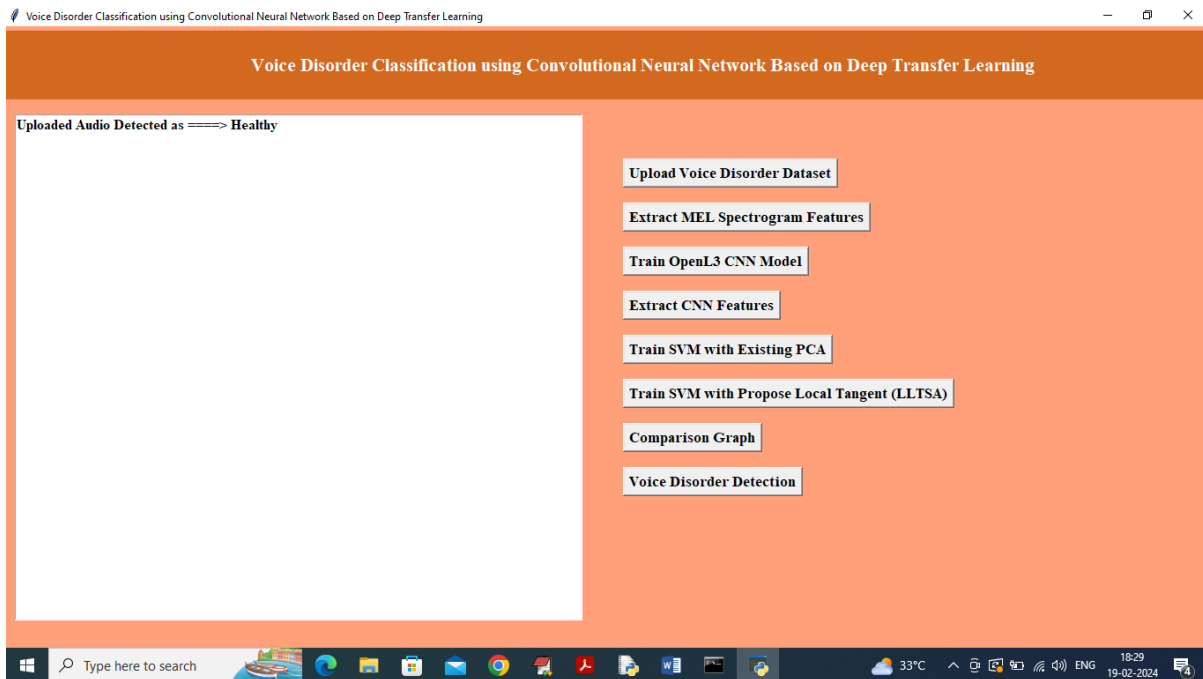 Voice Disorder Classification using Convolutional Neural Network Based on Deep Transfer Learning
Voice Disorder Classification using Convolutional Neural Network Based on Deep Transfer Learning
Uploaded Audio Detected as ====> Healthy
Upload Voice Disorder Dataset
Extract MEL Spectrogram Features
Train OpenL3 CNN Model
Extract CNN Features
Train SVM with Existing PCA
Train SVM with Propose Local Tangent (LLTSA)
Comparison Graph
Voice Disorder Detection
Type here to search
33°C
ENG
18:29
19-02-2024
4